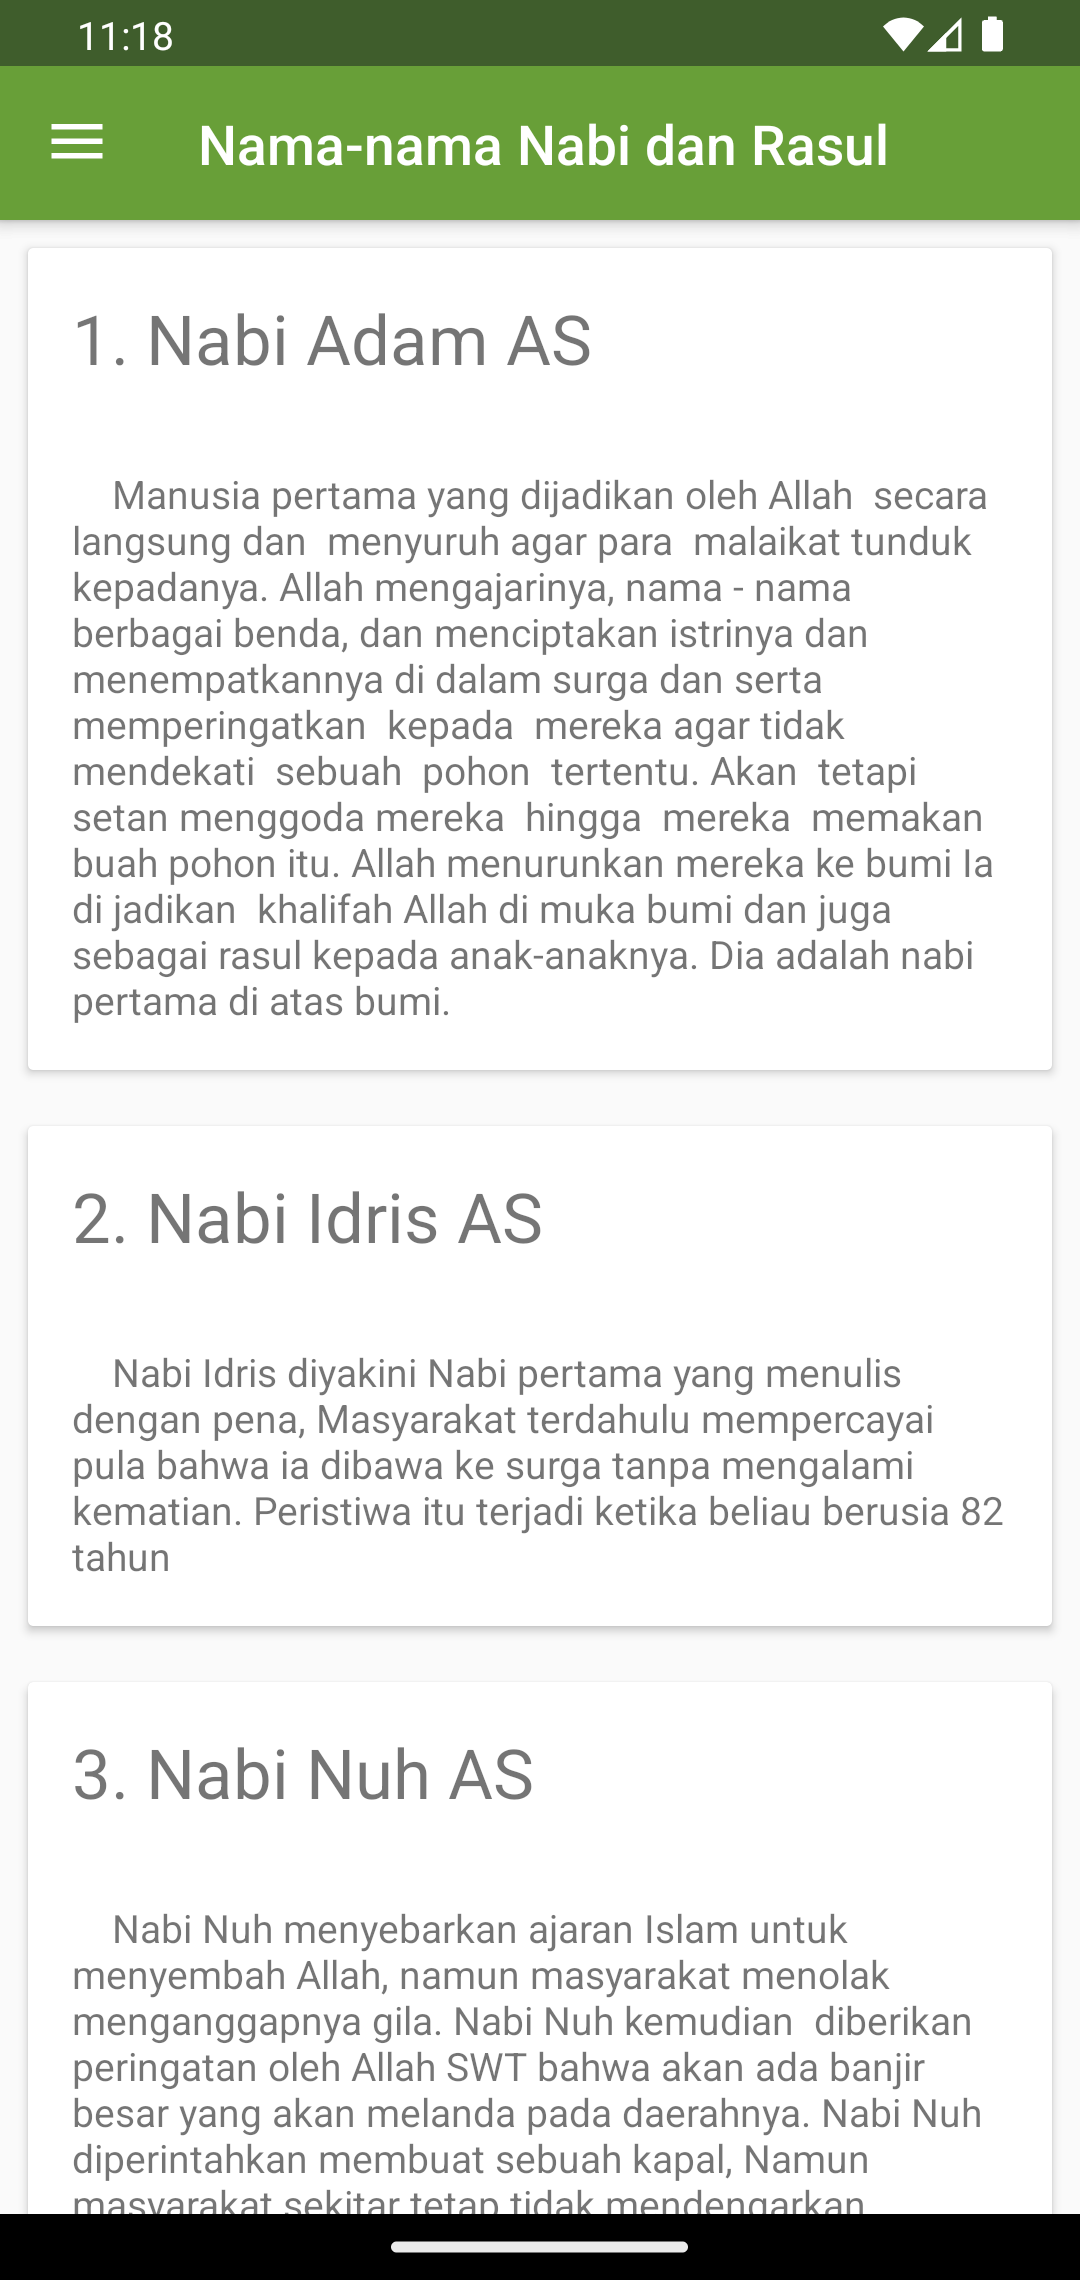 11:18
Nama-nama Nabi dan Rasul
1. Nabi Adam AS
Manusia pertama yang dijadikan oleh Allah  secara
langsung dan  menyuruh agar para  malaikat tunduk
kepadanya. Allah mengajarinya, nama - nama
berbagai benda, dan menciptakan istrinya dan
menempatkannya di dalam surga dan serta
memperingatkan  kepada  mereka agar tidak
mendekati  sebuah  pohon  tertentu. Akan  tetapi
setan menggoda mereka  hingga  mereka  memakan
buah pohon itu. Allah menurunkan mereka ke bumi Ia
di jadikan  khalifah Allah di muka bumi dan juga
sebagai rasul kepada anak-anaknya. Dia adalah nabi
pertama di atas bumi.
2. Nabi Idris AS
Nabi Idris diyakini Nabi pertama yang menulis
dengan pena, Masyarakat terdahulu mempercayai
pula bahwa ia dibawa ke surga tanpa mengalami
kematian. Peristiwa itu terjadi ketika beliau berusia 82
tahun
3. Nabi Nuh AS
Nabi Nuh menyebarkan ajaran Islam untuk
menyembah Allah, namun masyarakat menolak
menganggapnya gila. Nabi Nuh kemudian  diberikan
peringatan oleh Allah SWT bahwa akan ada banjir
besar yang akan melanda pada daerahnya. Nabi Nuh
diperintahkan membuat sebuah kapal, Namun
masyarakat sekitar tetap tidak mendengarkan